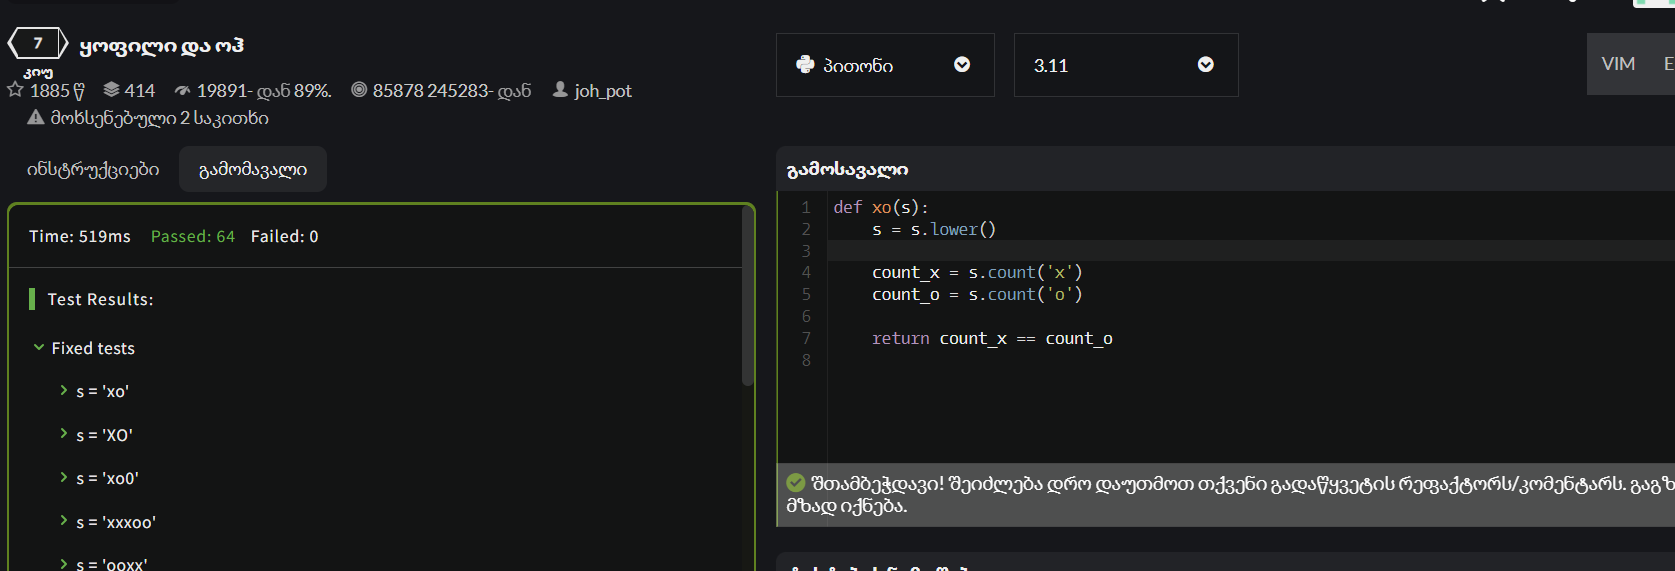 7 ყოფილი და ოჰ
კიუ
1885 წ 414 19891- დან 89%. 85878 245283- დან joh_pot
მოხსენებული 2 საკითხი
ინსტრუქციები გამომავალი
Time: 519ms Passed: 64 Failed: 0
Test Results:
Fixed tests
s = 'xo'
s = 'XO'
s = 'xo0'
s = 'xxxoo'
s = 'ooxx'
პითონი 3.11 VIM E
გამოსავალი
1 def xo(s):
2 s = s.lower()
3
4 count_x = s.count('x')
5 count_o = s.count('o')
6
7 return count_x == count_o
8
შთამბეჭდავი! შეიძლება დრო დაუთმოთ თქვენი გადაწყვეტის რეფაქტორს/კომენტარს. გაგზ
მზად იქნება.